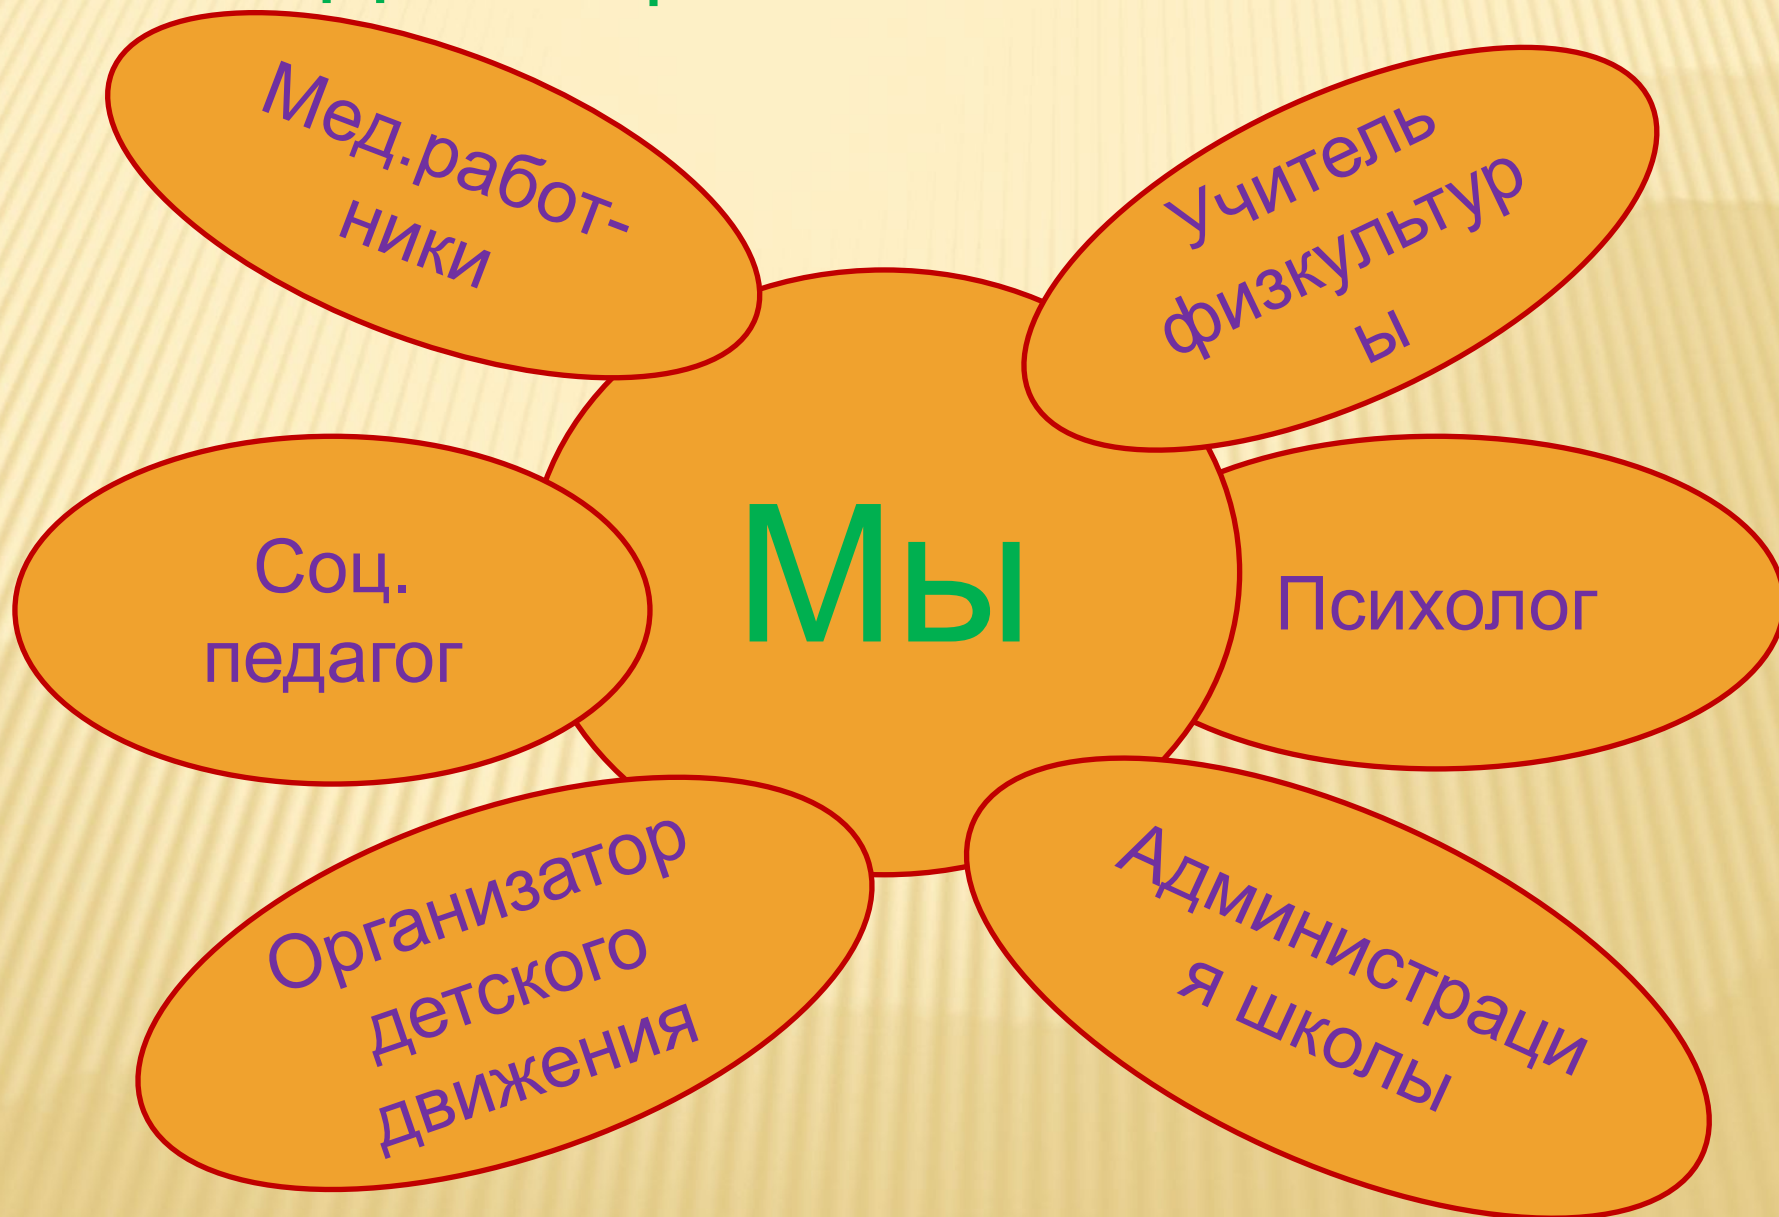 Мед.работ-
ники
Учитель
физкультур
ы
Соц.
педагог
Мы
Психолог
Организатор
детского
движения
Администраци
я школы